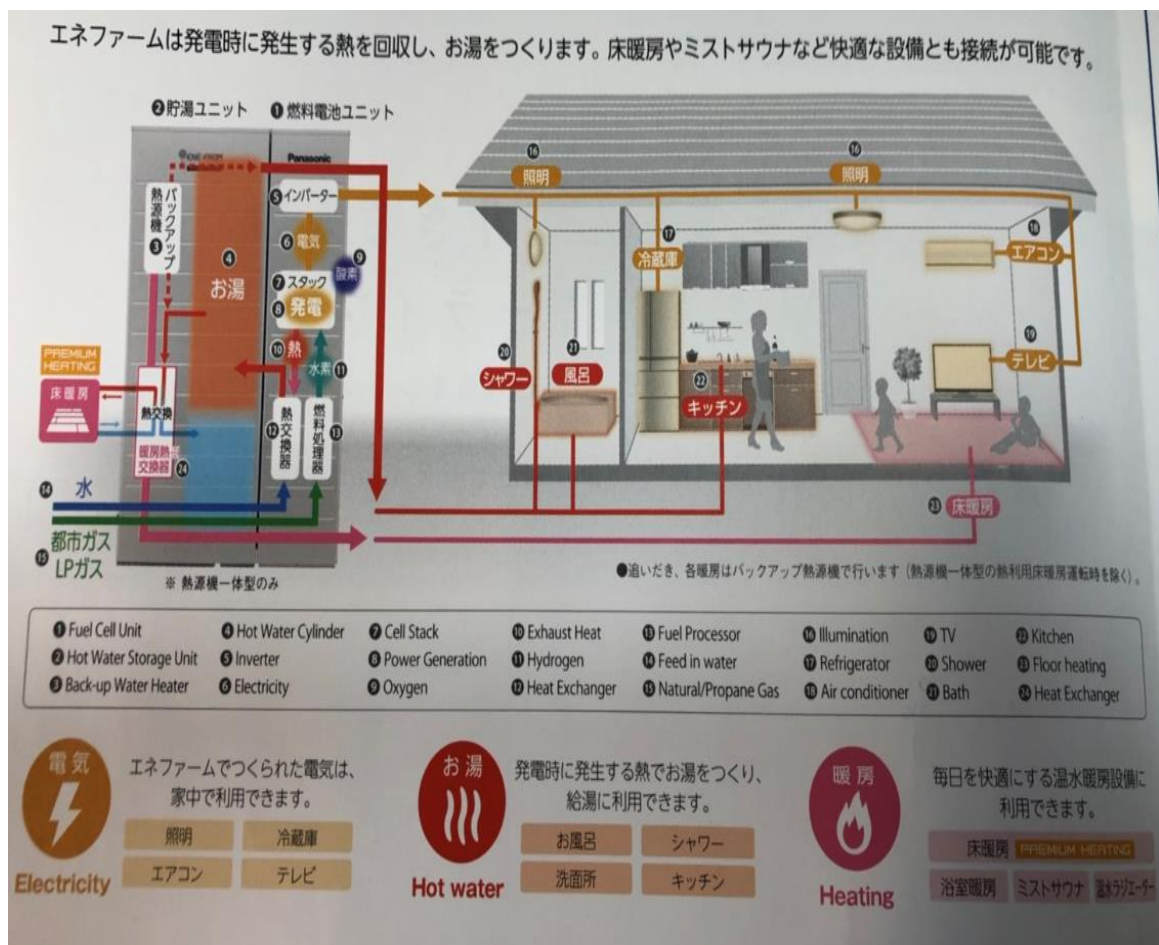 エネファームは発電時に発生する熱を回収し、お湯をつくります。床暖房やミストサウナなど快適な設備とも接続が可能です。
❷貯湯ユニット ❶燃料電池ユニット
Panasonic
バックアップ
熱源機
❸
❹
お湯
❺インバーター
❻電気
❾
酸素
❼スタック
❽発電
❿熱
水素⓫
⓬熱交換器
燃料処理器⓭
PREMIUM
HEATING
床暖房
熱交換
暖房熱※
交換器㉔
⓮ 水
⓯ 都市ガス
LPガス
※ 熱源機一体型のみ
⓰
照明
⓰
照明
⓱
冷蔵庫
⓲
エアコン
⓳
テレビ
⓴
シャワー
㉑
風呂
㉒
キッチン
㉓ 床暖房
●追いだき、各暖房はバックアップ熱源機で行います（熱源機一体型の熱利用床暖房運転時を除く）。
❶ Fuel Cell Unit ❹ Hot Water Cylinder ❼ Cell Stack ❿ Exhaust Heat ⓭ Fuel Processor ⓰ Illumination ⓳ TV ㉒ Kitchen
❷ Hot Water Storage Unit ❺ Inverter ❽ Power Generation ⓫ Hydrogen ⓮ Feed in water ⓱ Refrigerator ⓴ Shower ㉓ Floor heating
❸ Back-up Water Heater ❻ Electricity ❾ Oxygen ⓬ Heat Exchanger ⓯ Natural/Propane Gas ⓲ Air conditioner ㉑ Bath ㉔ Heat Exchanger
電気
Electricity
エネファームでつくられた電気は、
家中で利用できます。
照明 冷蔵庫
エアコン テレビ
お湯
Hot water
発電時に発生する熱でお湯をつくり、
給湯に利用できます。
お風呂 シャワー
洗面所 キッチン
暖房
Heating
毎日を快適にする温水暖房設備に
利用できます。
床暖房 PREMIUM HEATING
浴室暖房 ミストサウナ 温水ラジエーター